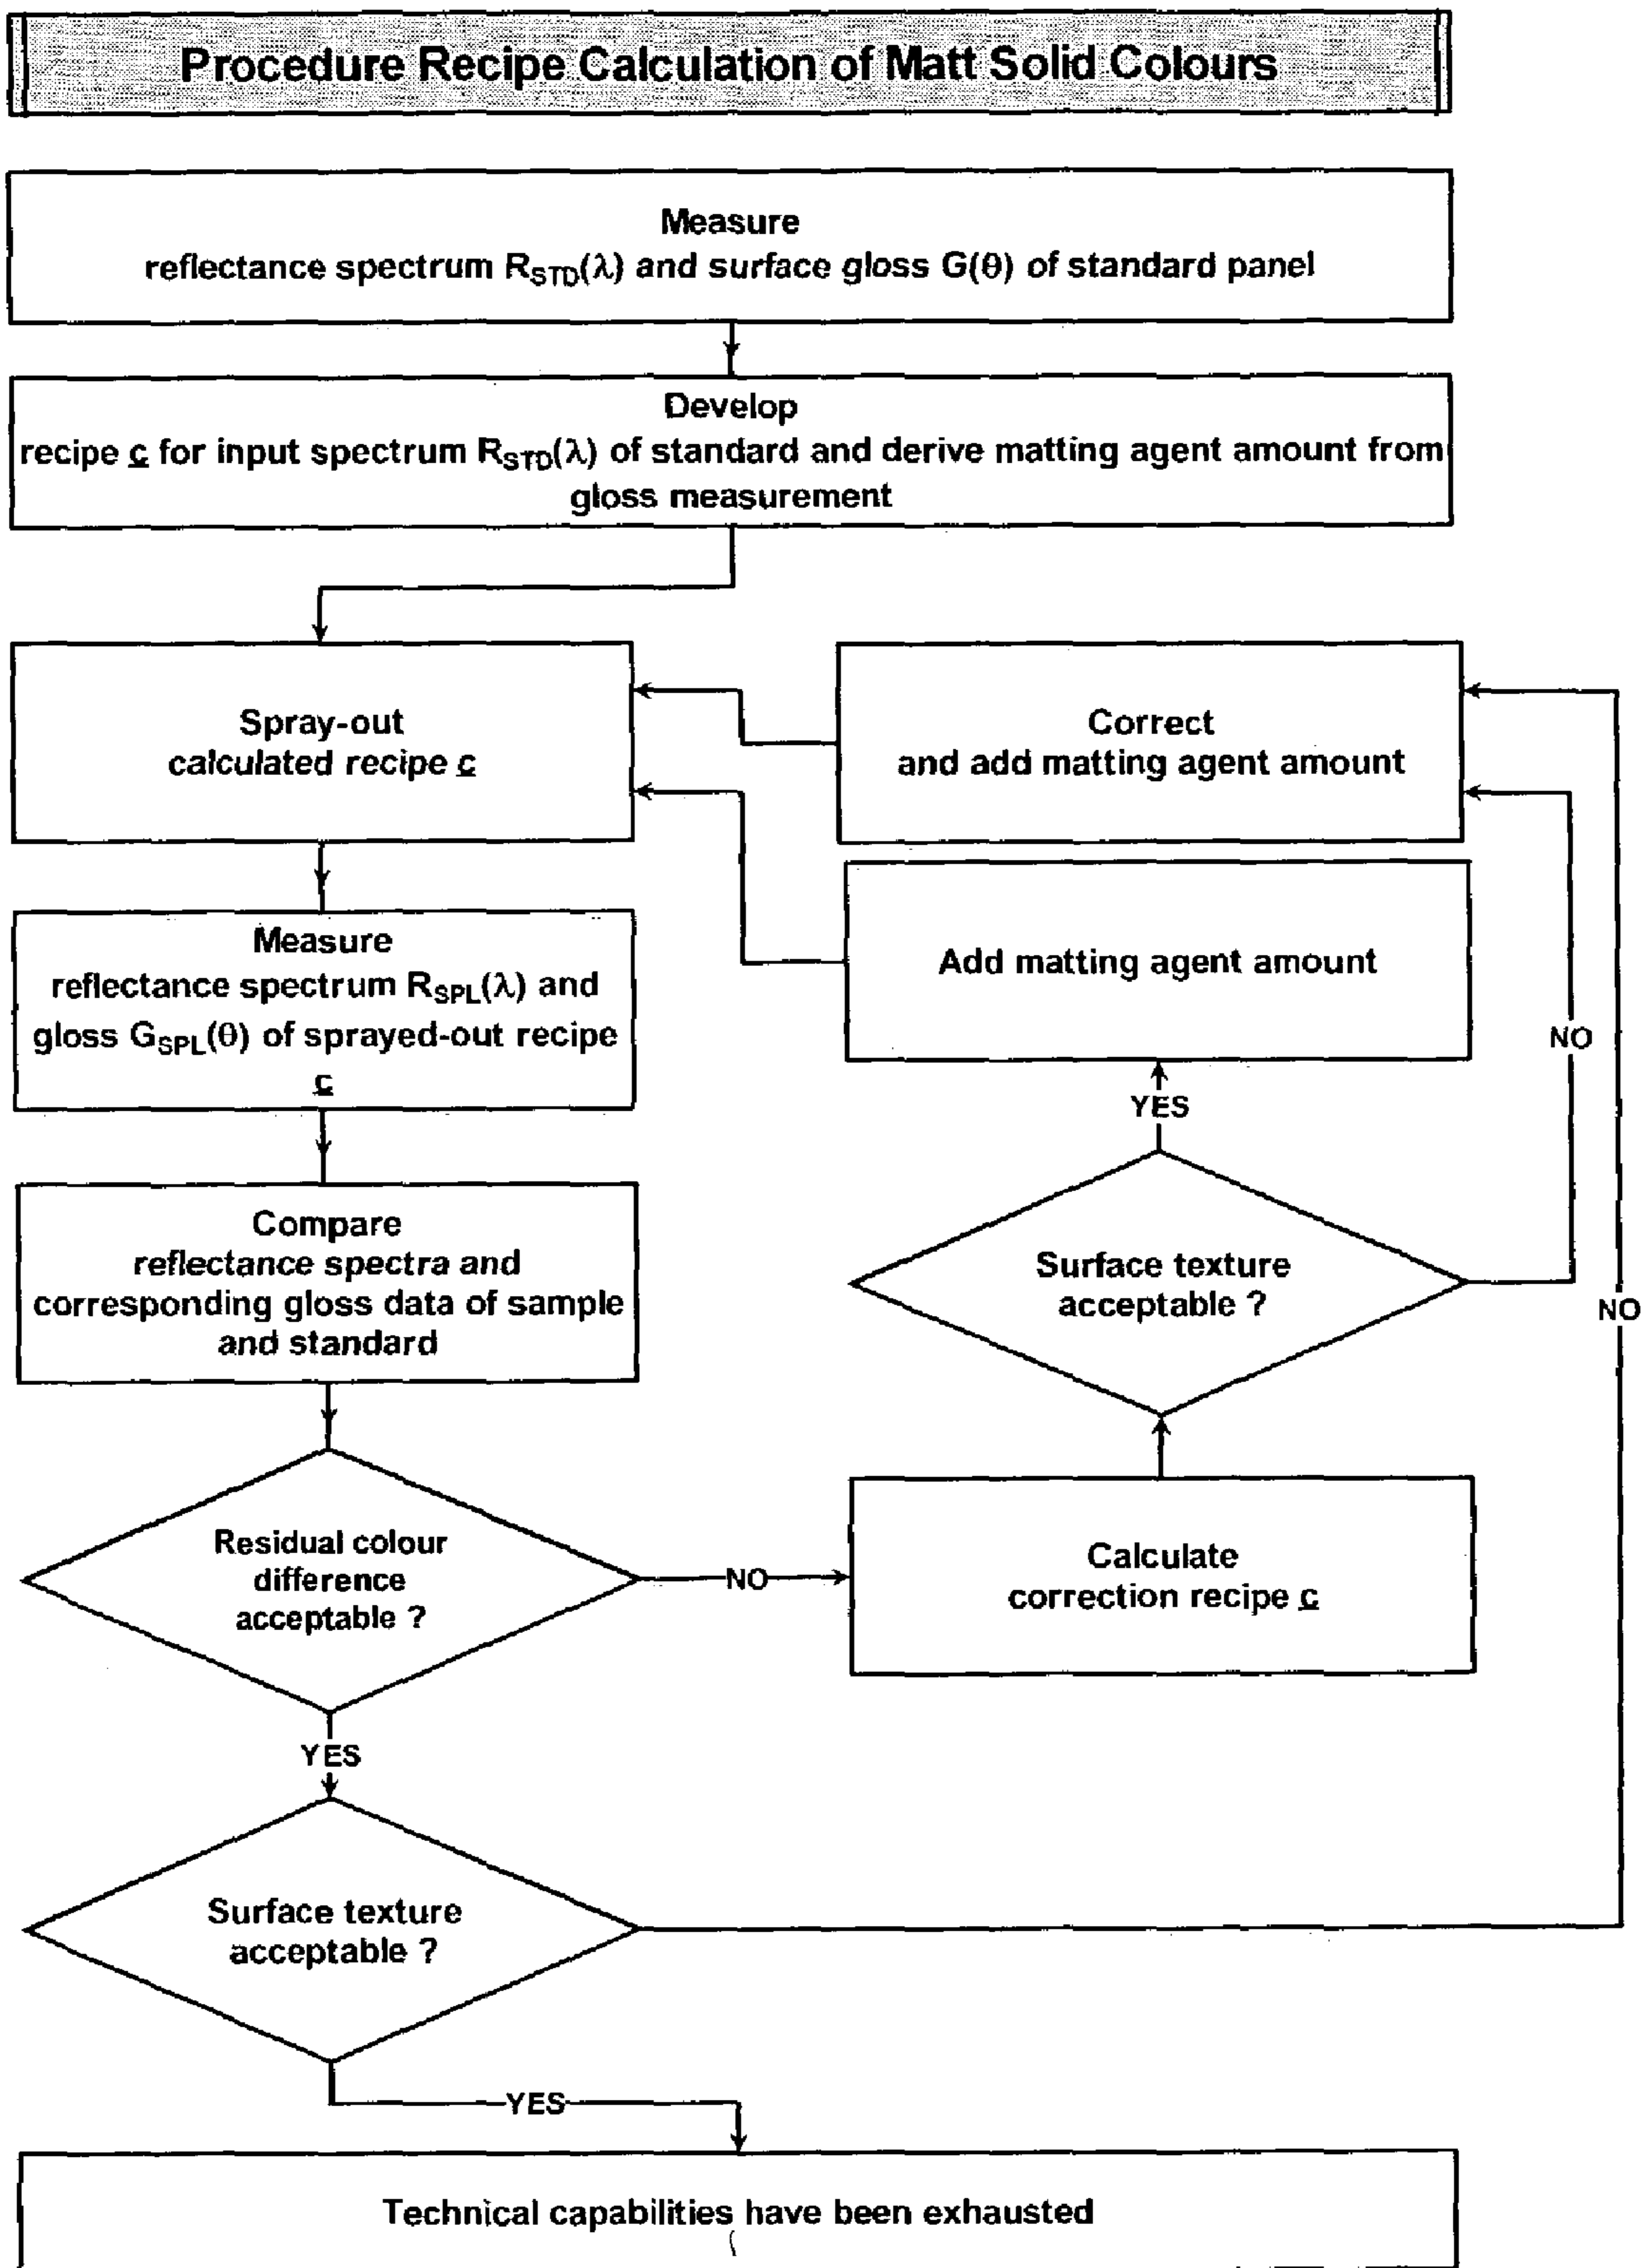 Procedure Recipe Calculation of Matt Solid Colours
Measure
reflectance spectrum R_STD(λ) and surface gloss G(θ) of standard panel
Develop
recipe c for input spectrum R_STD(λ) of standard and derive matting agent amount from
gloss measurement
Spray-out
calculated recipe c
Correct
and add matting agent amount
Measure
reflectance spectrum R_SPL(λ) and
gloss G_SPL(θ) of sprayed-out recipe
c
Add matting agent amount
NO
YES
Compare
reflectance spectra and
corresponding gloss data of sample
and standard
Surface texture
acceptable ?
NO
Residual colour
difference
acceptable ?
NO
Calculate
correction recipe c
YES
Surface texture
acceptable ?
YES
Technical capabilities have been exhausted